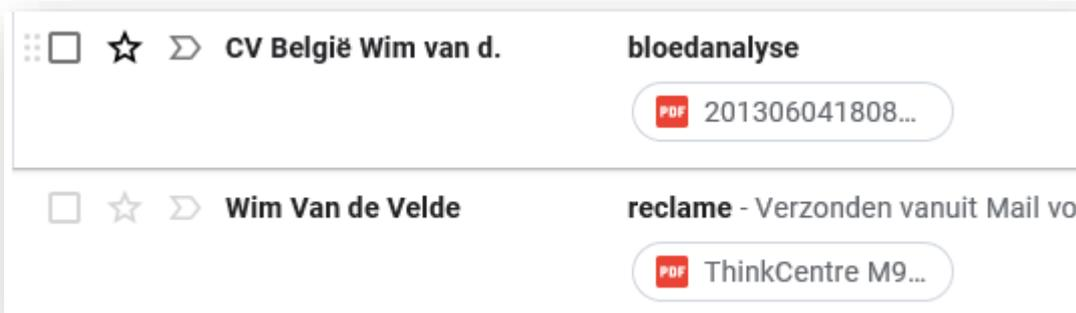 CV België Wim van d. bloedanalyse
PDF 201306041808…
Wim Van de Velde reclame - Verzonden vanuit Mail vo
PDF ThinkCentre M9…